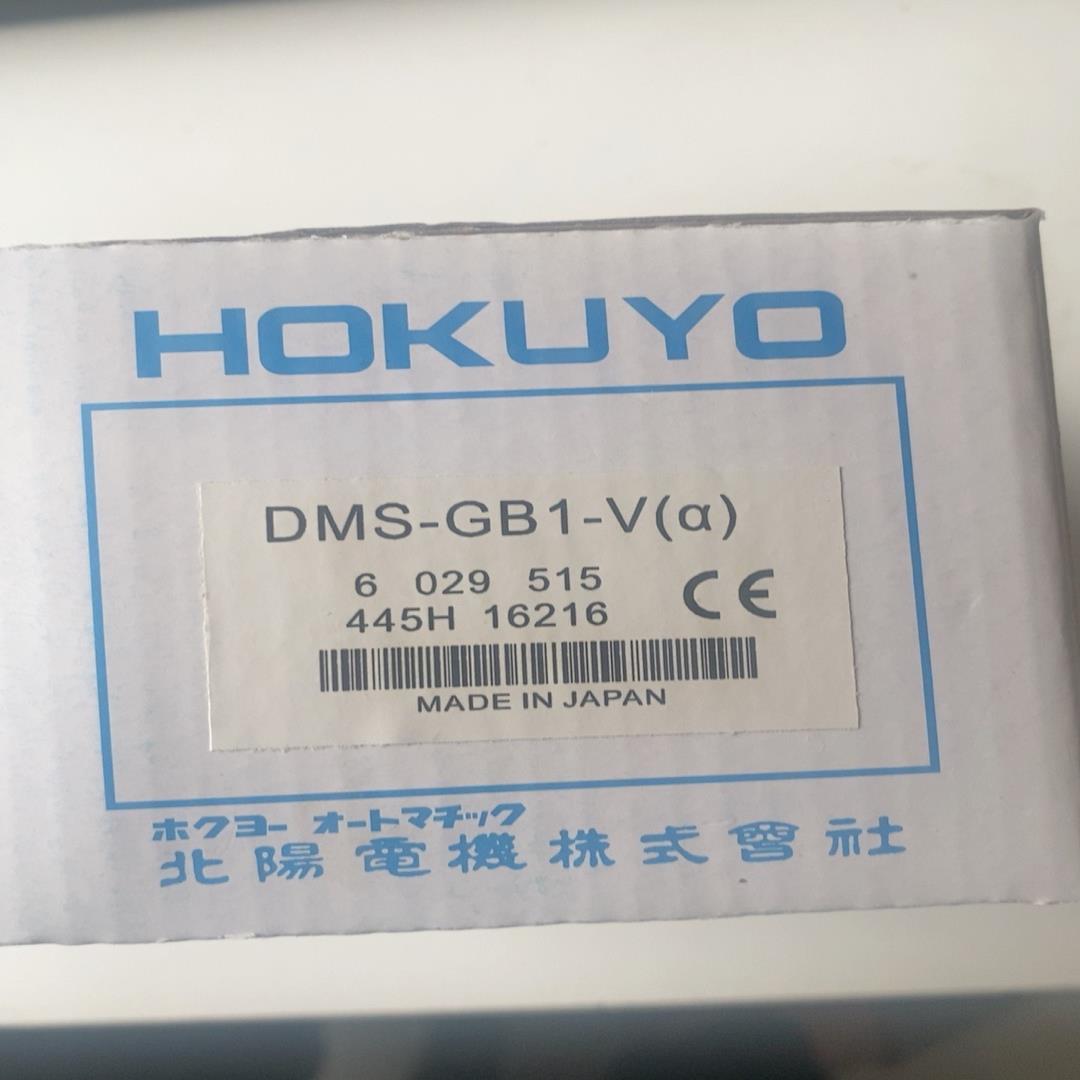 HOKUYO
DMS-GB1-V(α)
6 029 515
445H 16216
CE
MADE IN JAPAN
ホクヨー オートマチック
北陽電機株式會社